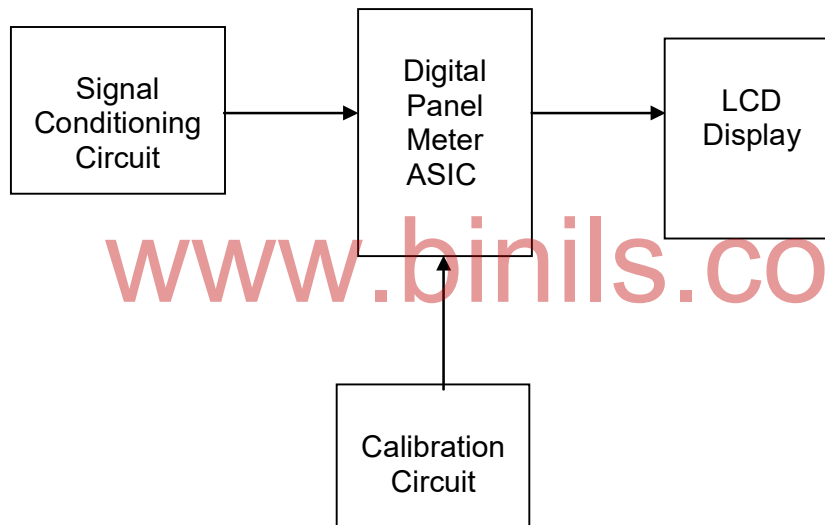 Signal
Conditioning
Circuit
Digital
Panel
Meter
ASIC
LCD
Display
www.binils.co
Calibration
Circuit